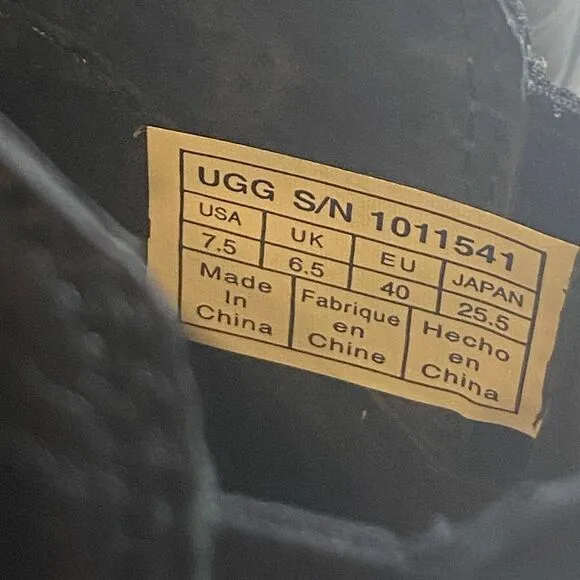 UGG S/N 1011541
USA UK EU JAPAN
7.5 6.5 40 25.5
Made
In
China
Fabrique
en
Chine
Hecho
en
China